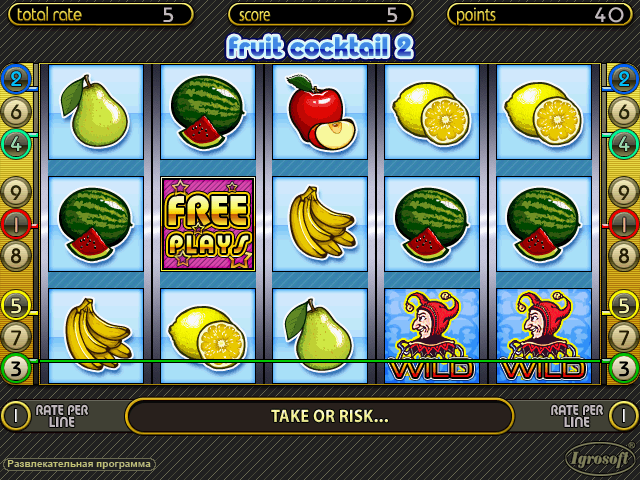 total rate 5
score 5
points 40
fruit cocktail 2
2 2
6 6
4 4
9 9
1 1
8 8
5 5
7 7
3 3
FREE
PLAYS
WILD WILD
1 RATE PER
LINE
TAKE OR RISK...
RATE PER
LINE 1
Развлекательная программа
Igrosoft®